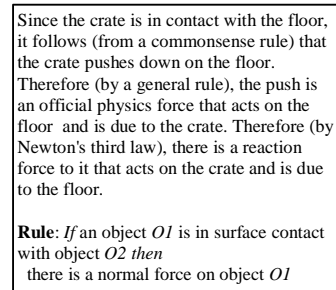 Since the crate is in contact with the floor,
it follows (from a commonsense rule) that
the crate pushes down on the floor.
Therefore (by a general rule), the push is
an official physics force that acts on the
floor  and is due to the crate. Therefore (by
Newton's third law), there is a reaction
force to it that acts on the crate and is due
to the floor.

Rule: If an object O1 is in surface contact
with object O2 then
there is a normal force on object O1